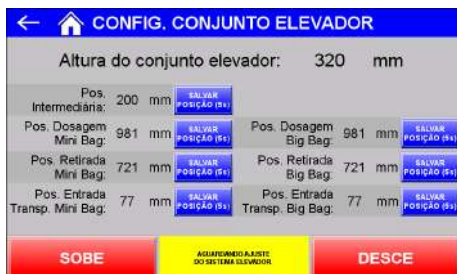 CONFIG. CONJUNTO ELEVADOR
Altura do conjunto elevador: 320 mm
Pos. Intermediária: 200 mm SALVAR POSIÇÃO (5s)
Pos. Dosagem Mini Bag: 981 mm SALVAR POSIÇÃO (5s)
Pos. Dosagem Big Bag: 981 mm SALVAR POSIÇÃO (5s)
Pos. Retirada Mini Bag: 721 mm SALVAR POSIÇÃO (5s)
Pos. Retirada Big Bag: 721 mm SALVAR POSIÇÃO (5s)
Pos. Entrada Transp. Mini Bag: 77 mm SALVAR POSIÇÃO (5s)
Pos. Entrada Transp. Big Bag: 77 mm SALVAR POSIÇÃO (5s)
SOBE
AGUARDANDO AJUSTE
DO SISTEMA ELEVADOR
DESCE